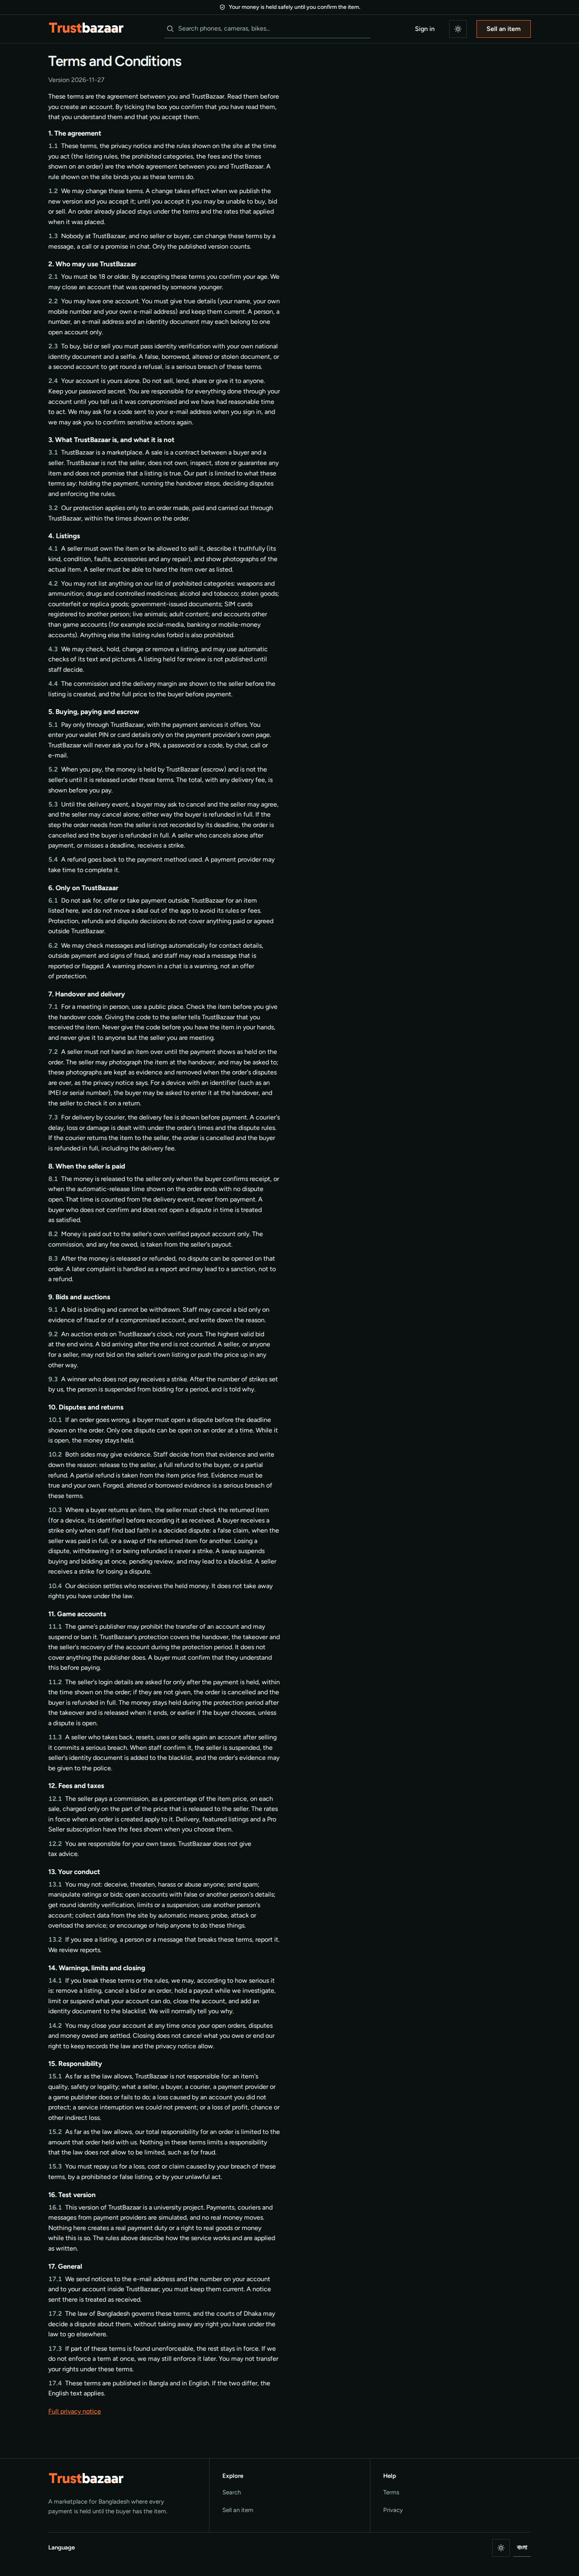 Your money is held safely until you confirm the item.
Trustbazaar
Search phones, cameras, bikes...
Sign in
Sell an item
Terms and Conditions
Version 2026-11-27
These terms are the agreement between you and TrustBazaar. Read them before
you create an account. By ticking the box you confirm that you have read them,
that you understand them and that you accept them.
1. The agreement
1.1 These terms, the privacy notice and the rules shown on the site at the time
you act (the listing rules, the prohibited categories, the fees and the times
shown on an order) are the whole agreement between you and TrustBazaar. A
rule shown on the site binds you as these terms do.
1.2 We may change these terms. A change takes effect when we publish the
new version and you accept it; until you accept it you may be unable to buy, bid
or sell. An order already placed stays under the terms and the rates that applied
when it was placed.
1.3 Nobody at TrustBazaar, and no seller or buyer, can change these terms by a
message, a call or a promise in chat. Only the published version counts.
2. Who may use TrustBazaar
2.1 You must be 18 or older. By accepting these terms you confirm your age. We
may close an account that was opened by someone younger.
2.2 You may have one account. You must give true details (your name, your own
mobile number and your own e-mail address) and keep them current. A person, a
number, an e-mail address and an identity document may each belong to one
open account only.
2.3 To buy, bid or sell you must pass identity verification with your own national
identity document and a selfie. A false, borrowed, altered or stolen document, or
a second account to get round a refusal, is a serious breach of these terms.
2.4 Your account is yours alone. Do not sell, lend, share or give it to anyone.
Keep your password secret. You are responsible for everything done through your
account until you tell us it was compromised and we have had reasonable time
to act. We may ask for a code sent to your e-mail address when you sign in, and
we may ask you to confirm sensitive actions again.
3. What TrustBazaar is, and what it is not
3.1 TrustBazaar is a marketplace. A sale is a contract between a buyer and a
seller. TrustBazaar is not the seller, does not own, inspect, store or guarantee any
item and does not promise that a listing is true. Our part is limited to what these
terms say: holding the payment, running the handover steps, deciding disputes
and enforcing the rules.
3.2 Our protection applies only to an order made, paid and carried out through
TrustBazaar, within the times shown on the order.
4. Listings
4.1 A seller must own the item or be allowed to sell it, describe it truthfully (its
kind, condition, faults, accessories and any repair), and show photographs of the
actual item. A seller must be able to hand the item over as listed.
4.2 You may not list anything on our list of prohibited categories: weapons and
ammunition; drugs and controlled medicines; alcohol and tobacco; stolen goods;
counterfeit or replica goods; government-issued documents; SIM cards
registered to another person; live animals; adult content; and accounts other
than game accounts (for example social-media, banking or mobile-money
accounts). Anything else the listing rules forbid is also prohibited.
4.3 We may check, hold, change or remove a listing, and may use automatic
checks of its text and pictures. A listing held for review is not published until
staff decide.
4.4 The commission and the delivery margin are shown to the seller before the
listing is created, and the full price to the buyer before payment.
5. Buying, paying and escrow
5.1 Pay only through TrustBazaar, with the payment services it offers. You
enter your wallet PIN or card details only on the payment provider's own page.
TrustBazaar will never ask you for a PIN, a password or a code, by chat, call or
e-mail.
5.2 When you pay, the money is held by TrustBazaar (escrow) and is not the
seller's until it is released under these terms. The total, with any delivery fee, is
shown before you pay.
5.3 Until the delivery event, a buyer may ask to cancel and the seller may agree,
and the seller may cancel alone; either way the buyer is refunded in full. If the
step the order needs from the seller is not recorded by its deadline, the order is
cancelled and the buyer is refunded in full. A seller who cancels alone after
payment, or misses a deadline, receives a strike.
5.4 A refund goes back to the payment method used. A payment provider may
take time to complete it.
6. Only on TrustBazaar
6.1 Do not ask for, offer or take payment outside TrustBazaar for an item
listed here, and do not move a deal out of the app to avoid its rules or fees.
Protection, refunds and dispute decisions do not cover anything paid or agreed
outside TrustBazaar.
6.2 We may check messages and listings automatically for contact details,
outside payment and signs of fraud, and staff may read a message that is
reported or flagged. A warning shown in a chat is a warning, not an offer
of protection.
7. Handover and delivery
7.1 For a meeting in person, use a public place. Check the item before you give
the handover code. Giving the code to the seller tells TrustBazaar that you
received the item. Never give the code before you have the item in your hands,
and never give it to anyone but the seller you are meeting.
7.2 A seller must not hand an item over until the payment shows as held on the
order. The seller may photograph the item at the handover, and may be asked to;
these photographs are kept as evidence and removed when the order's disputes
are over, as the privacy notice says. For a device with an identifier (such as an
IMEI or serial number), the buyer may be asked to enter it at the handover, and
the seller to check it on a return.
7.3 For delivery by courier, the delivery fee is shown before payment. A courier's
delay, loss or damage is dealt with under the order's times and the dispute rules.
If the courier returns the item to the seller, the order is cancelled and the buyer
is refunded in full, including the delivery fee.
8. When the seller is paid
8.1 The money is released to the seller only when the buyer confirms receipt, or
when the automatic-release time shown on the order ends with no dispute
open. That time is counted from the delivery event, never from payment. A
buyer who does not confirm and does not open a dispute in time is treated
as satisfied.
8.2 Money is paid out to the seller's own verified payout account only. The
commission, and any fee owed, is taken from the seller's payout.
8.3 After the money is released or refunded, no dispute can be opened on that
order. A later complaint is handled as a report and may lead to a sanction, not to
a refund.
9. Bids and auctions
9.1 A bid is binding and cannot be withdrawn. Staff may cancel a bid only on
evidence of fraud or of a compromised account, and write down the reason.
9.2 An auction ends on TrustBazaar's clock, not yours. The highest valid bid
at the end wins. A bid arriving after the end is not counted. A seller, or anyone
for a seller, may not bid on the seller's own listing or push the price up in any
other way.
9.3 A winner who does not pay receives a strike. After the number of strikes set
by us, the person is suspended from bidding for a period, and is told why.
10. Disputes and returns
10.1 If an order goes wrong, a buyer must open a dispute before the deadline
shown on the order. Only one dispute can be open on an order at a time. While it
is open, the money stays held.
10.2 Both sides may give evidence. Staff decide from that evidence and write
down the reason: release to the seller, a full refund to the buyer, or a partial
refund. A partial refund is taken from the item price first. Evidence must be
true and your own. Forged, altered or borrowed evidence is a serious breach of
these terms.
10.3 Where a buyer returns an item, the seller must check the returned item
(for a device, its identifier) before recording it as received. A buyer receives a
strike only when staff find bad faith in a decided dispute: a false claim, when the
seller was paid in full, or a swap of the returned item for another. Losing a
dispute, withdrawing it or being refunded is never a strike. A swap suspends
buying and bidding at once, pending review, and may lead to a blacklist. A seller
receives a strike for losing a dispute.
10.4 Our decision settles who receives the held money. It does not take away
rights you have under the law.
11. Game accounts
11.1 The game's publisher may prohibit the transfer of an account and may
suspend or ban it. TrustBazaar's protection covers the handover, the takeover and
the seller's recovery of the account during the protection period. It does not
cover anything the publisher does. A buyer must confirm that they understand
this before paying.
11.2 The seller's login details are asked for only after the payment is held, within
the time shown on the order; if they are not given, the order is cancelled and the
buyer is refunded in full. The money stays held during the protection period after
the takeover and is released when it ends, or earlier if the buyer chooses, unless
a dispute is open.
11.3 A seller who takes back, resets, uses or sells again an account after selling
it commits a serious breach. When staff confirm it, the seller is suspended, the
seller's identity document is added to the blacklist, and the order's evidence may
be given to the police.
12. Fees and taxes
12.1 The seller pays a commission, as a percentage of the item price, on each
sale, charged only on the part of the price that is released to the seller. The rates
in force when an order is created apply to it. Delivery, featured listings and a Pro
Seller subscription have the fees shown when you choose them.
12.2 You are responsible for your own taxes. TrustBazaar does not give
tax advice.
13. Your conduct
13.1 You may not: deceive, threaten, harass or abuse anyone; send spam;
manipulate ratings or bids; open accounts with false or another person's details;
get round identity verification, limits or a suspension; use another person's
account; collect data from the site by automatic means; probe, attack or
overload the service; or encourage or help anyone to do these things.
13.2 If you see a listing, a person or a message that breaks these terms, report it.
We review reports.
14. Warnings, limits and closing
14.1 If you break these terms or the rules, we may, according to how serious it
is: remove a listing, cancel a bid or an order, hold a payout while we investigate,
limit or suspend what your account can do, close the account, and add an
identity document to the blacklist. We will normally tell you why.
14.2 You may close your account at any time once your open orders, disputes
and money owed are settled. Closing does not cancel what you owe or end our
right to keep records the law and the privacy notice allow.
15. Responsibility
15.1 As far as the law allows, TrustBazaar is not responsible for: an item's
quality, safety or legality; what a seller, a buyer, a courier, a payment provider or
a game publisher does or fails to do; a loss caused by an account you did not
protect; a service interruption we could not prevent; or a loss of profit, chance or
other indirect loss.
15.2 As far as the law allows, our total responsibility for an order is limited to the
amount that order held with us. Nothing in these terms limits a responsibility
that the law does not allow to be limited, such as for fraud.
15.3 You must repay us for a loss, cost or claim caused by your breach of these
terms, by a prohibited or false listing, or by your unlawful act.
16. Test version
16.1 This version of TrustBazaar is a university project. Payments, couriers and
messages from payment providers are simulated, and no real money moves.
Nothing here creates a real payment duty or a right to real goods or money
while this is so. The rules above describe how the service works and are applied
as written.
17. General
17.1 We send notices to the e-mail address and the number on your account
and to your account inside TrustBazaar; you must keep them current. A notice
sent there is treated as received.
17.2 The law of Bangladesh governs these terms, and the courts of Dhaka may
decide a dispute about them, without taking away any right you have under the
law to go elsewhere.
17.3 If part of these terms is found unenforceable, the rest stays in force. If we
do not enforce a term at once, we may still enforce it later. You may not transfer
your rights under these terms.
17.4 These terms are published in Bangla and in English. If the two differ, the
English text applies.
Full privacy notice
Trustbazaar
A marketplace for Bangladesh where every
payment is held until the buyer has the item.
Explore
Search
Sell an item
Help
Terms
Privacy
Language
বাংলা